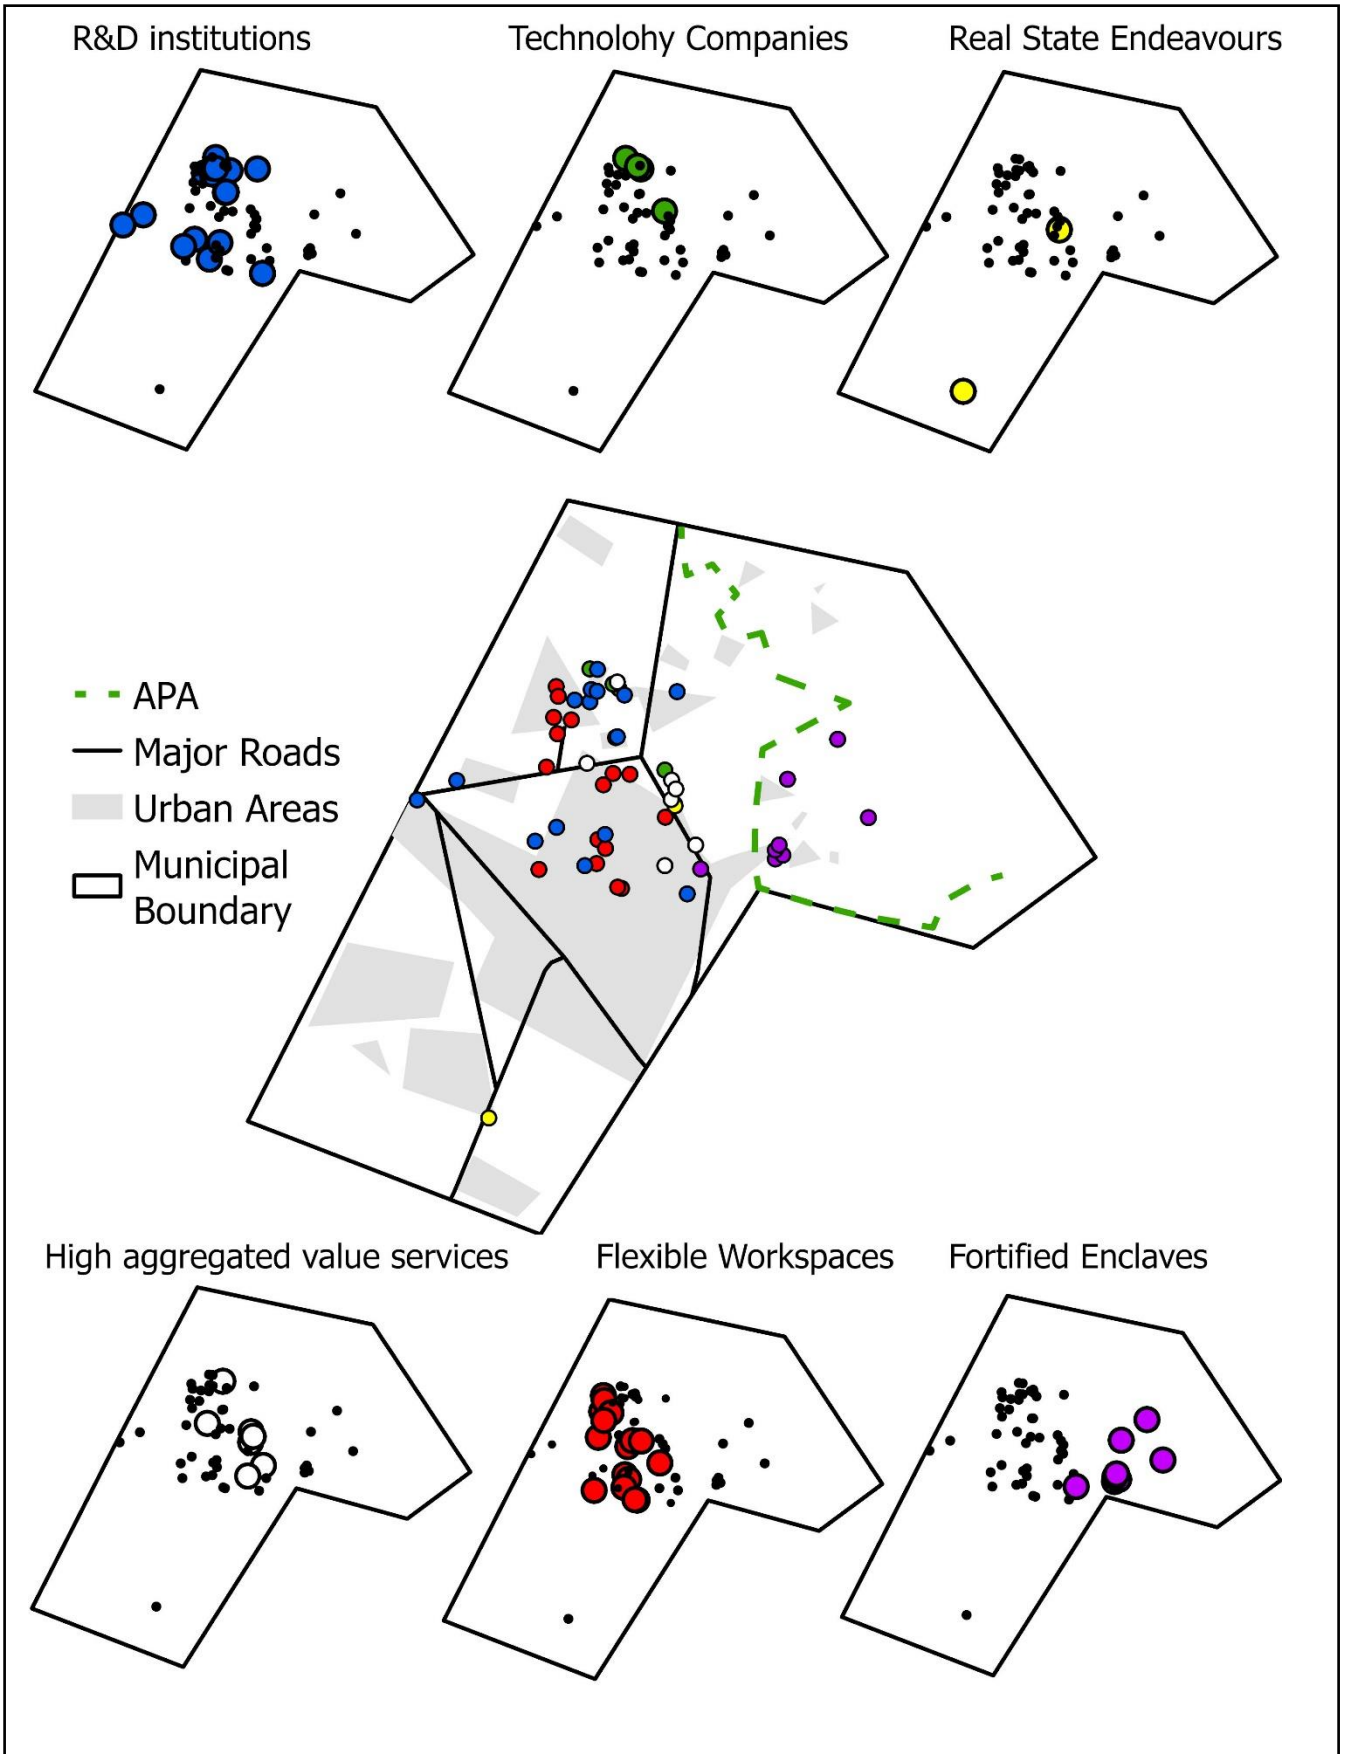 R&D institutions
Technolohy Companies
Real State Endeavours
APA
Major Roads
Urban Areas
Municipal
Boundary
High aggregated value services
Flexible Workspaces
Fortified Enclaves